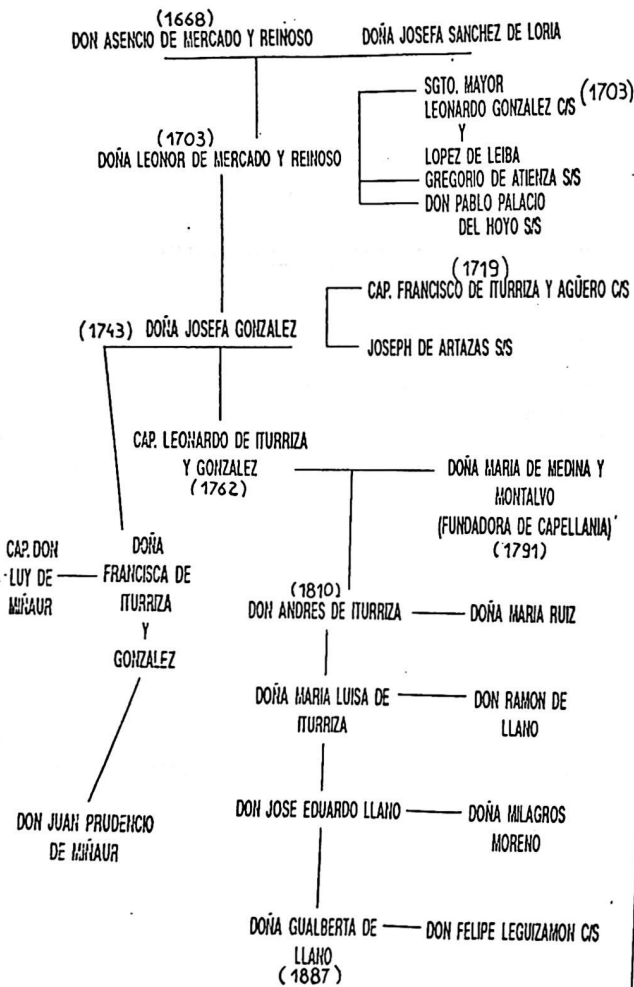 (1668)
DON ASENCIO DE MERCADO Y REINOSO
DOÑA JOSEFA SANCHEZ DE LORIA
SGTO. MAYOR
LEONARDO GONZALEZ C/S (1703)
Y
LOPEZ DE LEIBA
GREGORIO DE ATIENZA S/S
DON PABLO PALACIO
DEL HOYO S/S
(1703)
DOÑA LEONOR DE MERCADO Y REINOSO
(1719)
CAP. FRANCISCO DE ITURRIZA Y AGÜERO C/S
JOSEPH DE ARTAZAS S/S
(1743) DOÑA JOSEFA GONZALEZ
CAP. LEONARDO DE ITURRIZA
Y GONZALEZ
(1762)
DOÑA MARIA DE MEDINA Y
MONTALVO
(FUNDADORA DE CAPELLANIA)
(1791)
CAP. DON
LUY DE
MIÑAUR
DOÑA
FRANCISCA DE
ITURRIZA
Y
GONZALEZ
(1810)
DON ANDRES DE ITURRIZA
DOÑA MARIA RUIZ
DOÑA MARIA LUISA DE
ITURRIZA
DON RAMON DE
LLANO
DON JUAN PRUDENCIO
DE MIÑAUR
DON JOSE EDUARDO LLANO
DOÑA MILAGROS
MORENO
DOÑA GUALBERTA DE
LLANO
(1887)
DON FELIPE LEGUIZAMON C/S